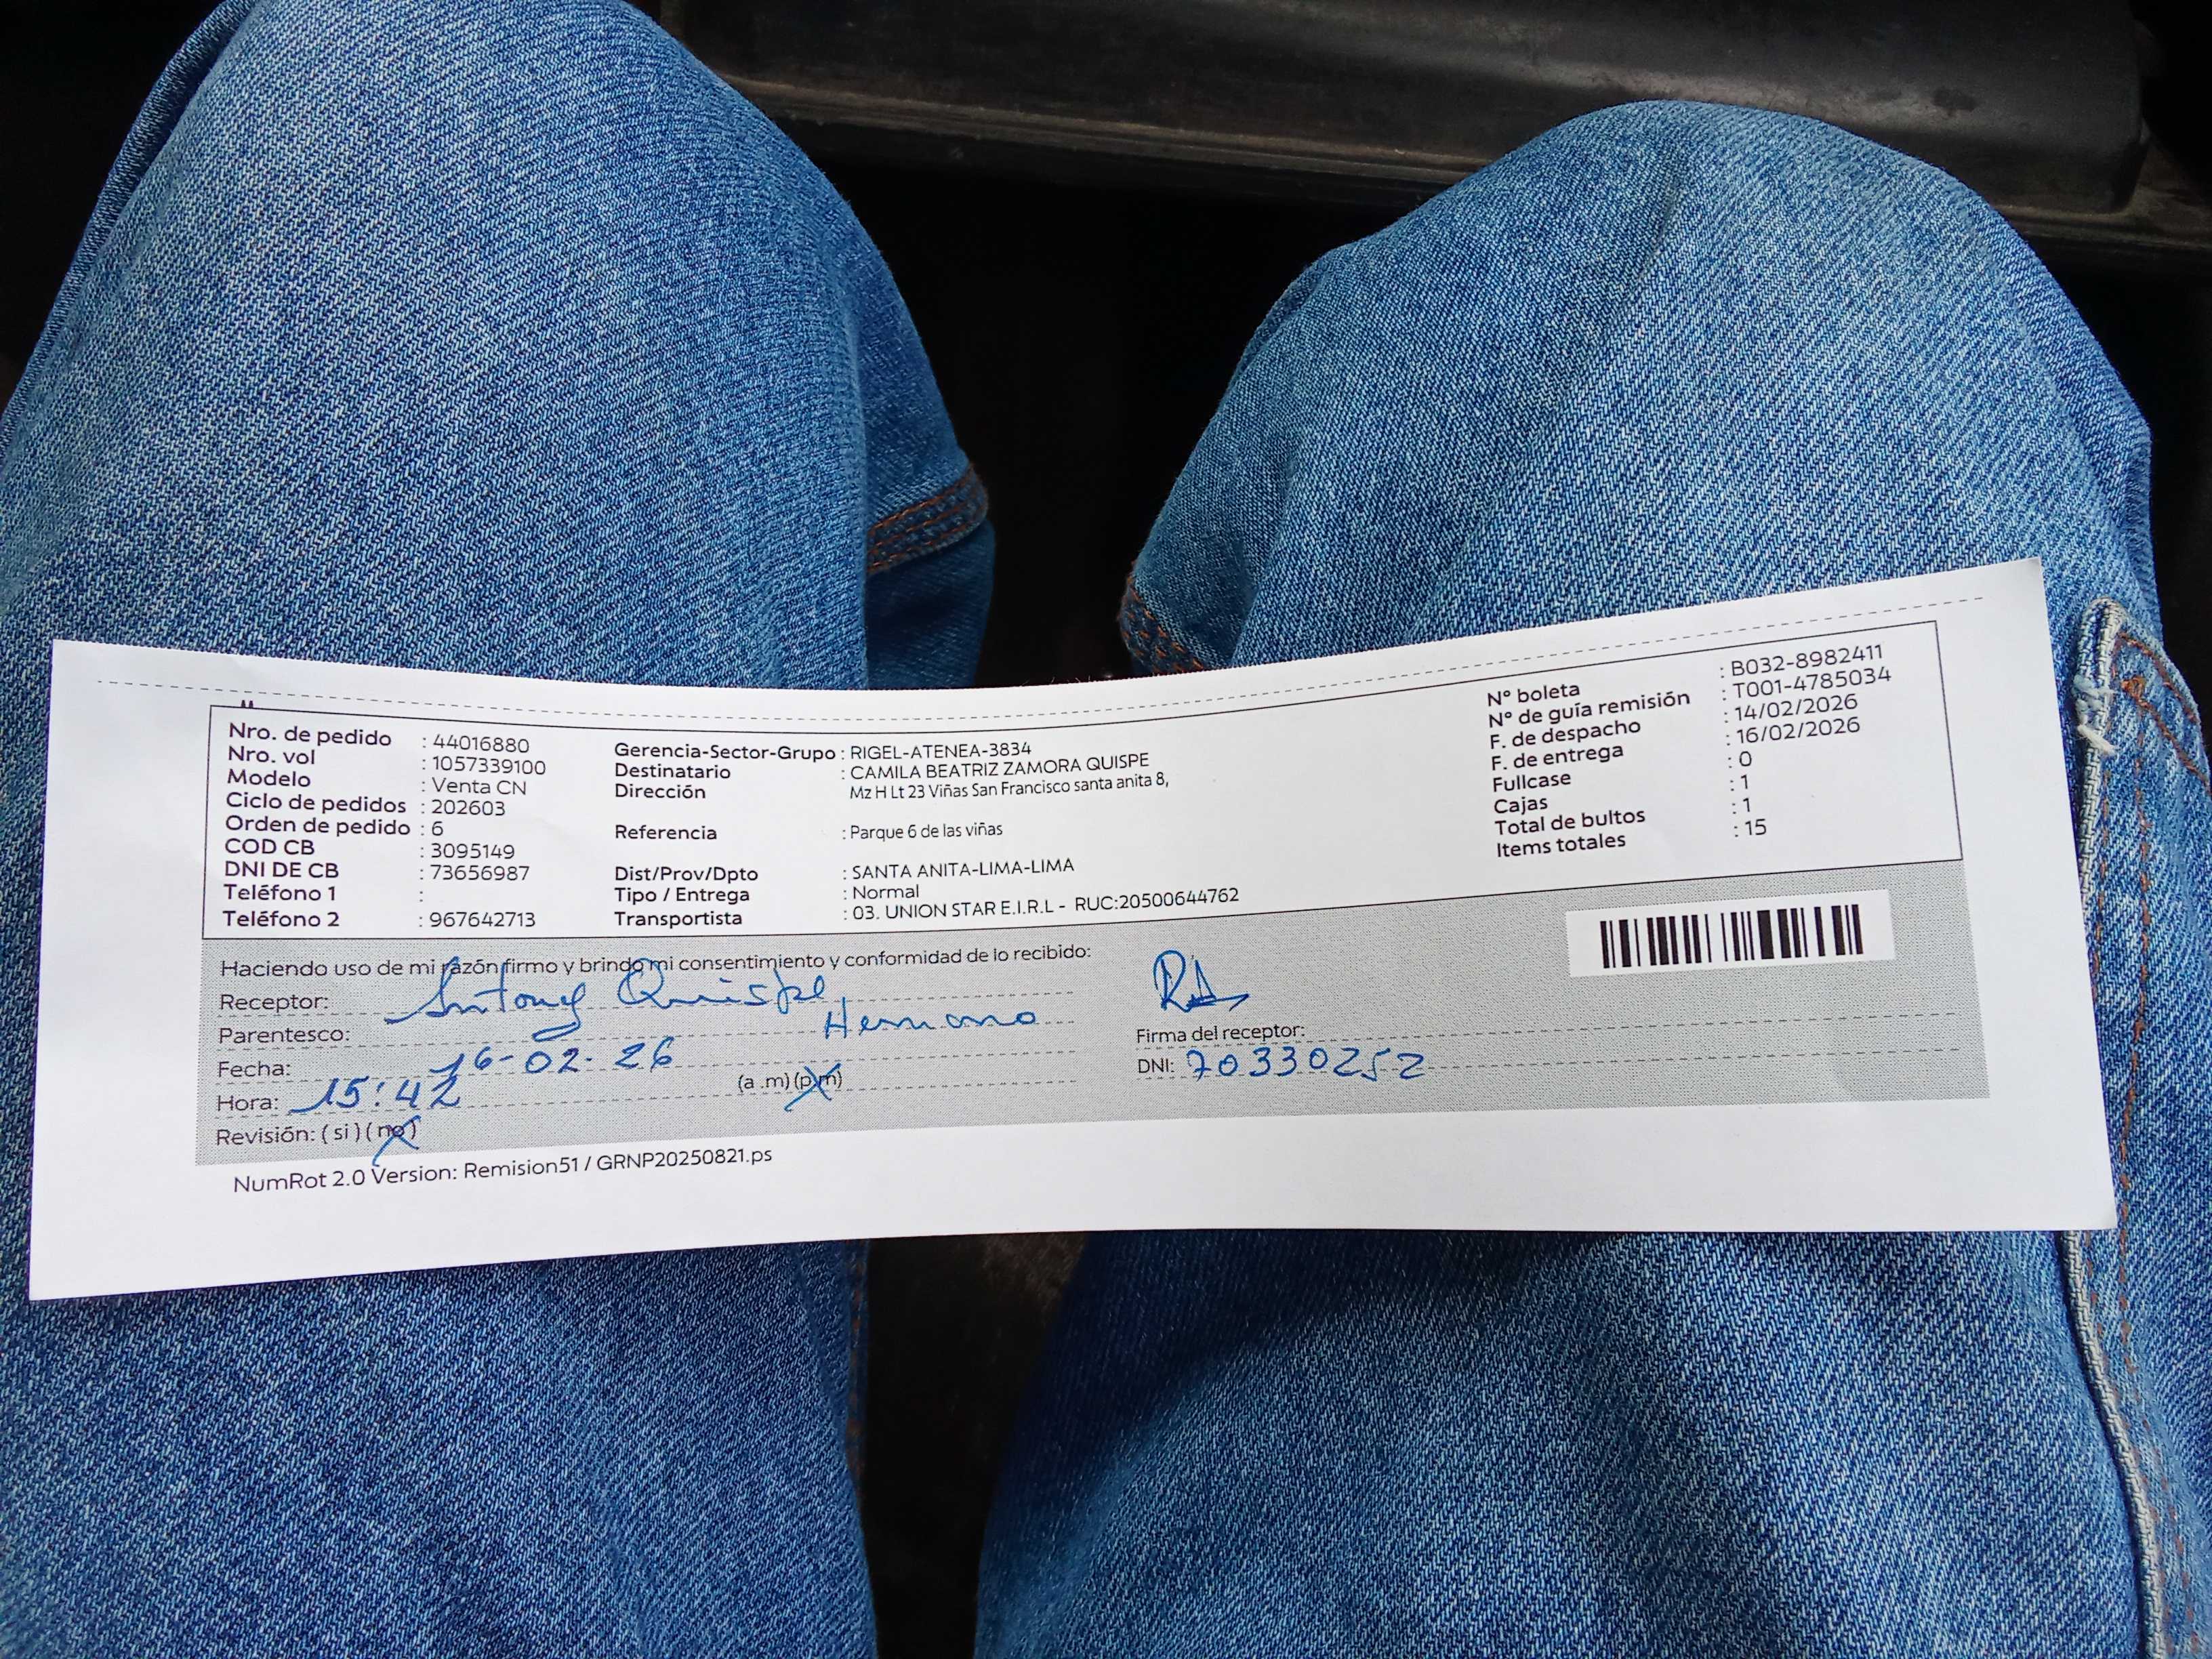 Nro. de pedido : 44016880
Nro. vol : 1057339100
Modelo : Venta CN
Ciclo de pedidos : 202603
Orden de pedido : 6
COD CB : 3095149
DNI DE CB : 73656987
Teléfono 1 :
Teléfono 2 : 967642713
Gerencia-Sector-Grupo : RIGEL-ATENEA-3834
Destinatario : CAMILA BEATRIZ ZAMORA QUISPE
Dirección Mz H Lt 23 Viñas San Francisco santa anita 8,
Referencia : Parque 6 de las viñas
Dist/Prov/Dpto : SANTA ANITA-LIMA-LIMA
Tipo / Entrega : Normal
Transportista : 03. UNION STAR E.I.R.L - RUC:20500644762
N° boleta : B032-8982411
N° de guía remisión : T001-4785034
F. de despacho : 14/02/2026
F. de entrega : 16/02/2026
Fullcase : 0
Cajas : 1
Total de bultos : 1
Items totales : 15
Haciendo uso de mi razón firmo y brindo mi consentimiento y conformidad de lo recibido:
Receptor: Antony Quispe
Parentesco: Hermano
Fecha: 16-02-26
Hora: 15:42 (a.m) (p.m)
Revisión: (si) (no)
Firma del receptor:
DNI: 70330252
NumRot 2.0 Version: Remision51 / GRNP20250821.ps